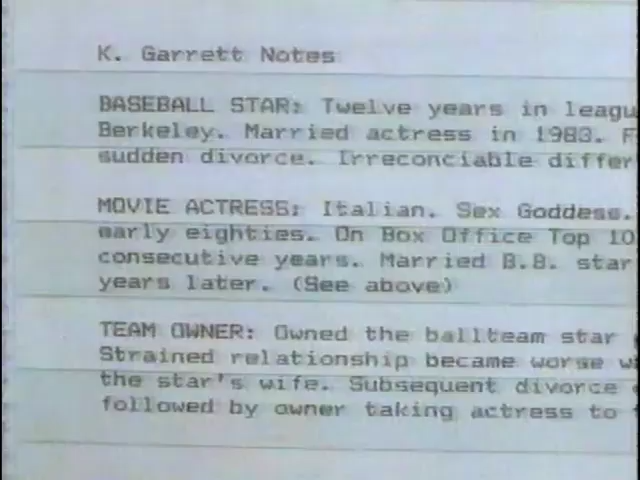 K. Garrett Notes
BASEBALL STAR: Twelve years in leagu
Berkeley. Married actress in 1983. F
sudden divorce. Irreconciable differ
MOVIE ACTRESS: Italian. Sex Goddess.
early eighties. On Box Office Top 10
consecutive years. Married B.B. star
years later. (See above)
TEAM OWNER: Owned the ballteam star
Strained relationship became worse w
the star's wife. Subsequent divorce
followed by owner taking actress to